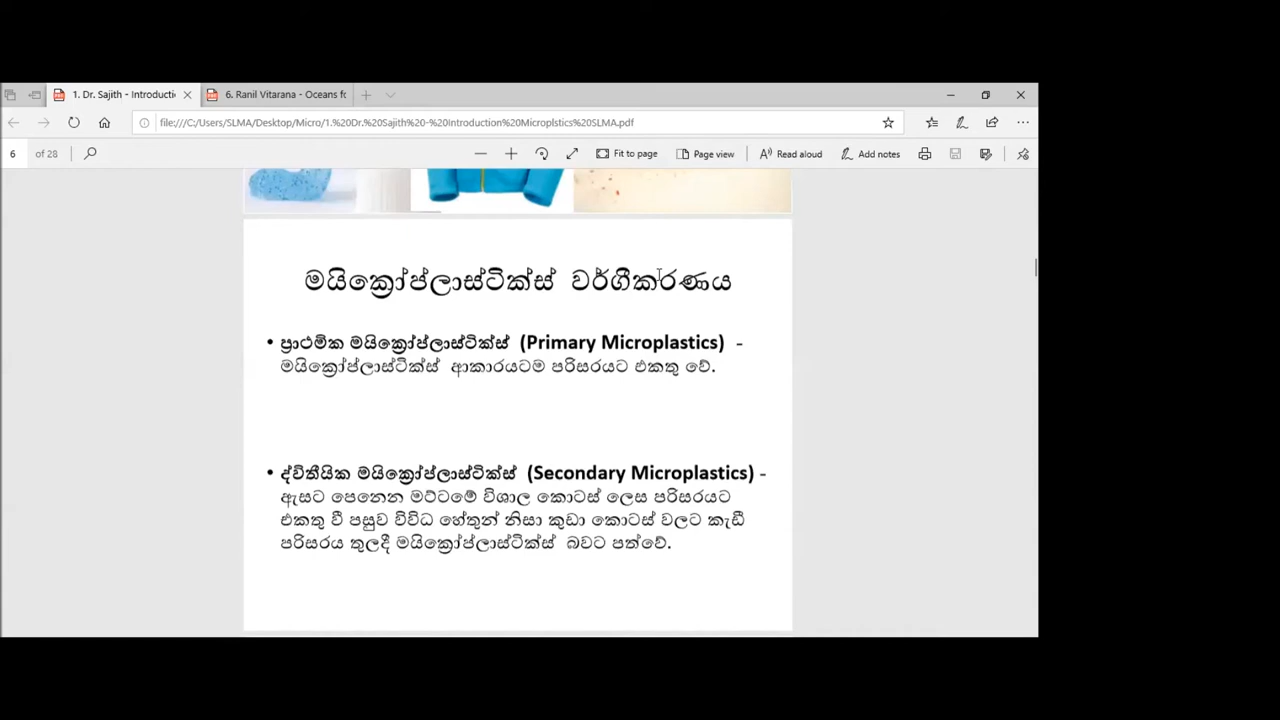 1. Dr. Sajith - Introducti
6. Ranil Vitarana - Oceans fo
file:///C:/Users/SLMA/Desktop/Micro/1.%20Dr.%20Sajith%20-%20Introduction%20Microplstics%20SLMA.pdf
6 of 28
Fit to page
Page view
Read aloud
Add notes
මයික්‍රෝප්ලාස්ටික්ස් වර්ගීකරණය
• ප්‍රාථමික මයික්‍රෝප්ලාස්ටික්ස් (Primary Microplastics) -
මයික්‍රෝප්ලාස්ටික්ස් ආකාරයටම පරිසරයට එකතු වේ.
• ද්විතීයික මයික්‍රෝප්ලාස්ටික්ස් (Secondary Microplastics) -
ඇසට පෙනෙන මට්ටමේ විශාල කොටස් ලෙස පරිසරයට
එකතු වී පසුව විවිධ හේතුන් නිසා කුඩා කොටස් වලට කැඩී
පරිසරය තුලදී මයික්‍රෝප්ලාස්ටික්ස් බවට පත්වේ.